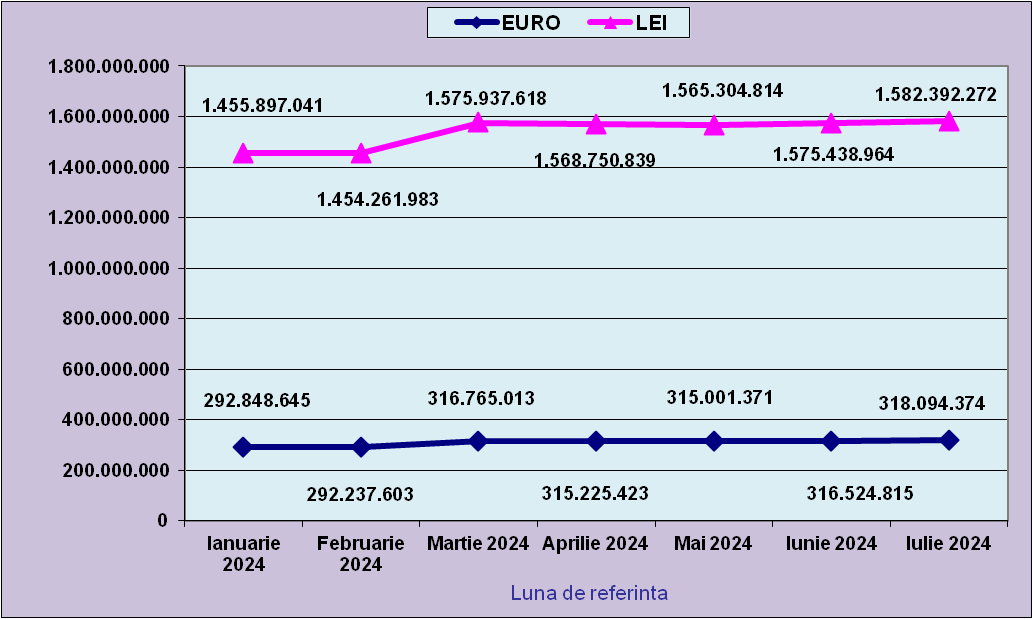 EURO LEI
1.800.000.000
1.600.000.000
1.400.000.000
1.200.000.000
1.000.000.000
800.000.000
600.000.000
400.000.000
200.000.000
0
1.455.897.041
1.454.261.983
1.575.937.618
1.568.750.839
1.565.304.814
1.575.438.964
1.582.392.272
292.848.645
292.237.603
316.765.013
315.225.423
315.001.371
316.524.815
318.094.374
Ianuarie
2024
Februarie
2024
Martie 2024
Aprilie 2024
Mai 2024
Iunie 2024
Iulie 2024
Luna de referinta